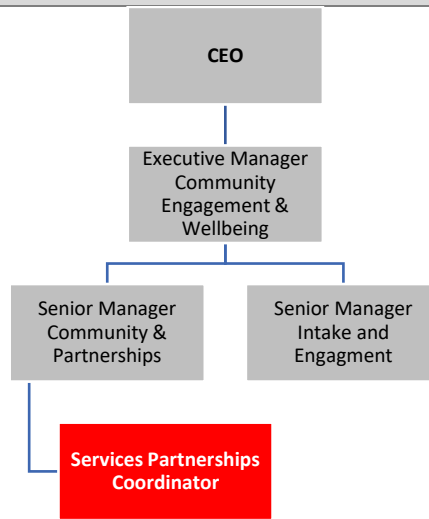 CEO
Executive Manager
Community
Engagement &
Wellbeing
Senior Manager
Community &
Partnerships
Senior Manager
Intake and
Engagment
Services Partnerships
Coordinator